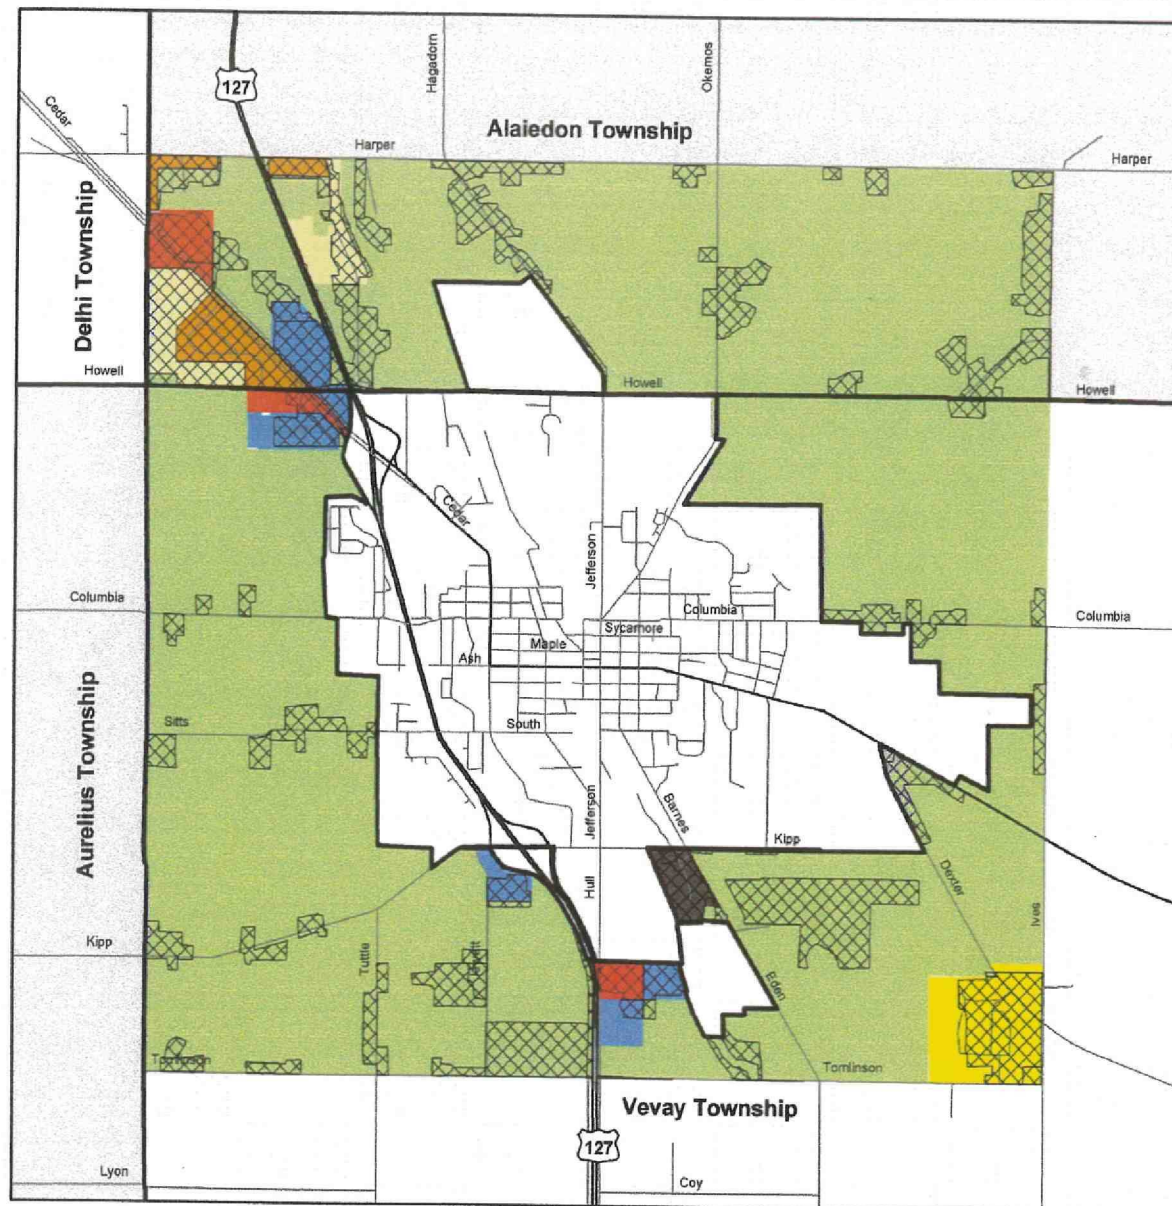 127
Hagadorn
Okemos
Cedar
Alaiedon Township
Harper
Harper
Delhi Township
Howell
Howell
Howell
Cedar
Jefferson
Columbia
Columbia
Columbia
Sycamore
Maple
Ash
Aurelius Township
Sitts
South
Jefferson
Barnes
Kipp
Hull
Dexter
Ives
Kipp
Tuttle
Eden
Tomlinson
Vevay Township
127
Lyon
Coy